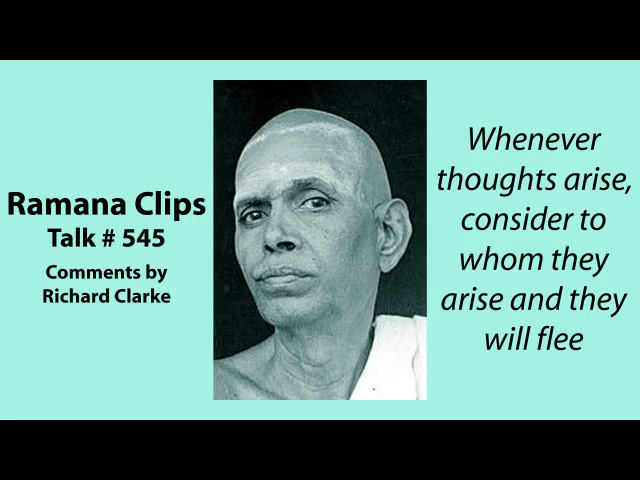 Ramana Clips
Talk # 545
Comments by
Richard Clarke
Whenever
thoughts arise,
consider to
whom they
arise and they
will flee